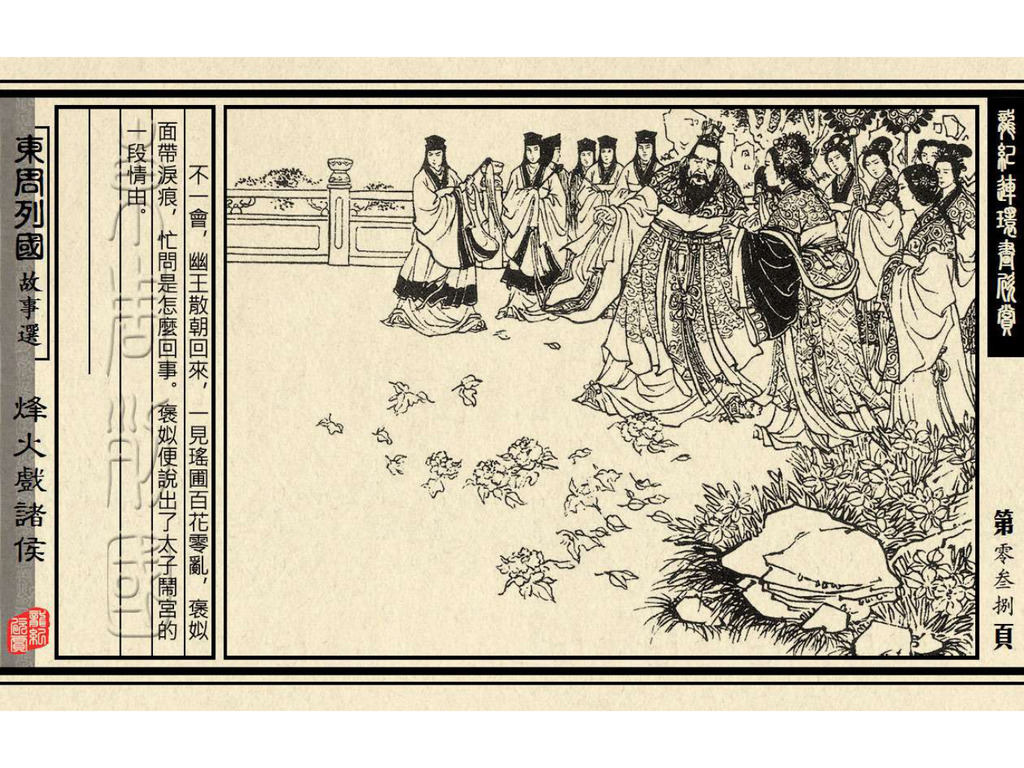 龍紀連環畫欣賞
第零叁捌頁
不一會，幽王散朝回來，一見瑤圃百花零亂，褒姒
面帶淚痕，忙問是怎麼回事。褒姒便說出了太子鬧宮的
一段情由。
東周列國故事選
烽火戲諸侯